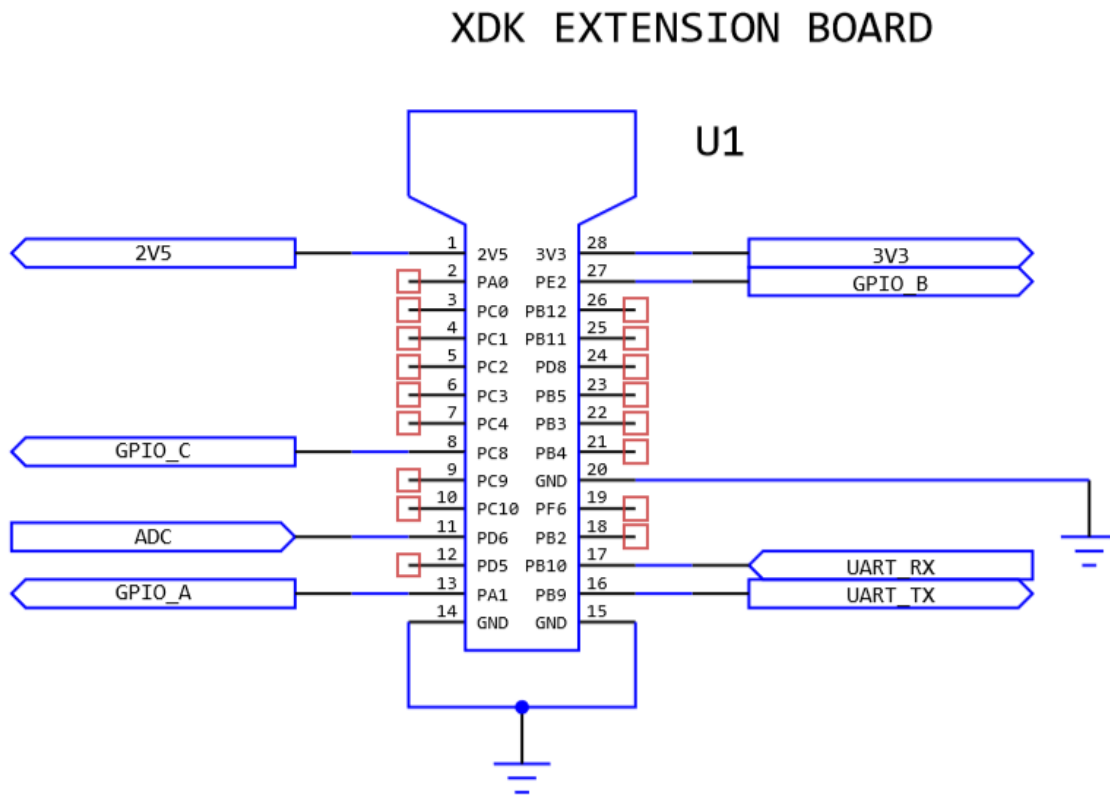 XDK EXTENSION BOARD
U1
2V5 1 2V5 3V3 28 3V3
2 PA0 PE2 27 GPIO_B
3 PC0 PB12 26
4 PC1 PB11 25
5 PC2 PD8 24
6 PC3 PB5 23
7 PC4 PB3 22
GPIO_C 8 PC8 PB4 21
9 PC9 GND 20
10 PC10 PF6 19
ADC 11 PD6 PB2 18
12 PD5 PB10 17 UART_RX
GPIO_A 13 PA1 PB9 16 UART_TX
14 GND GND 15